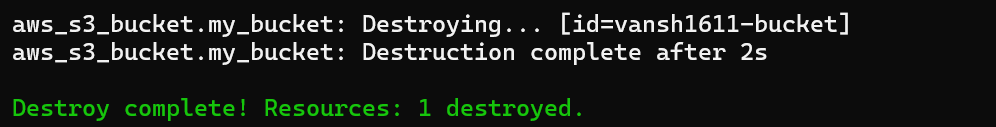 aws_s3_bucket.my_bucket: Destroying... [id=vansh1611-bucket]
aws_s3_bucket.my_bucket: Destruction complete after 2s
Destroy complete! Resources: 1 destroyed.